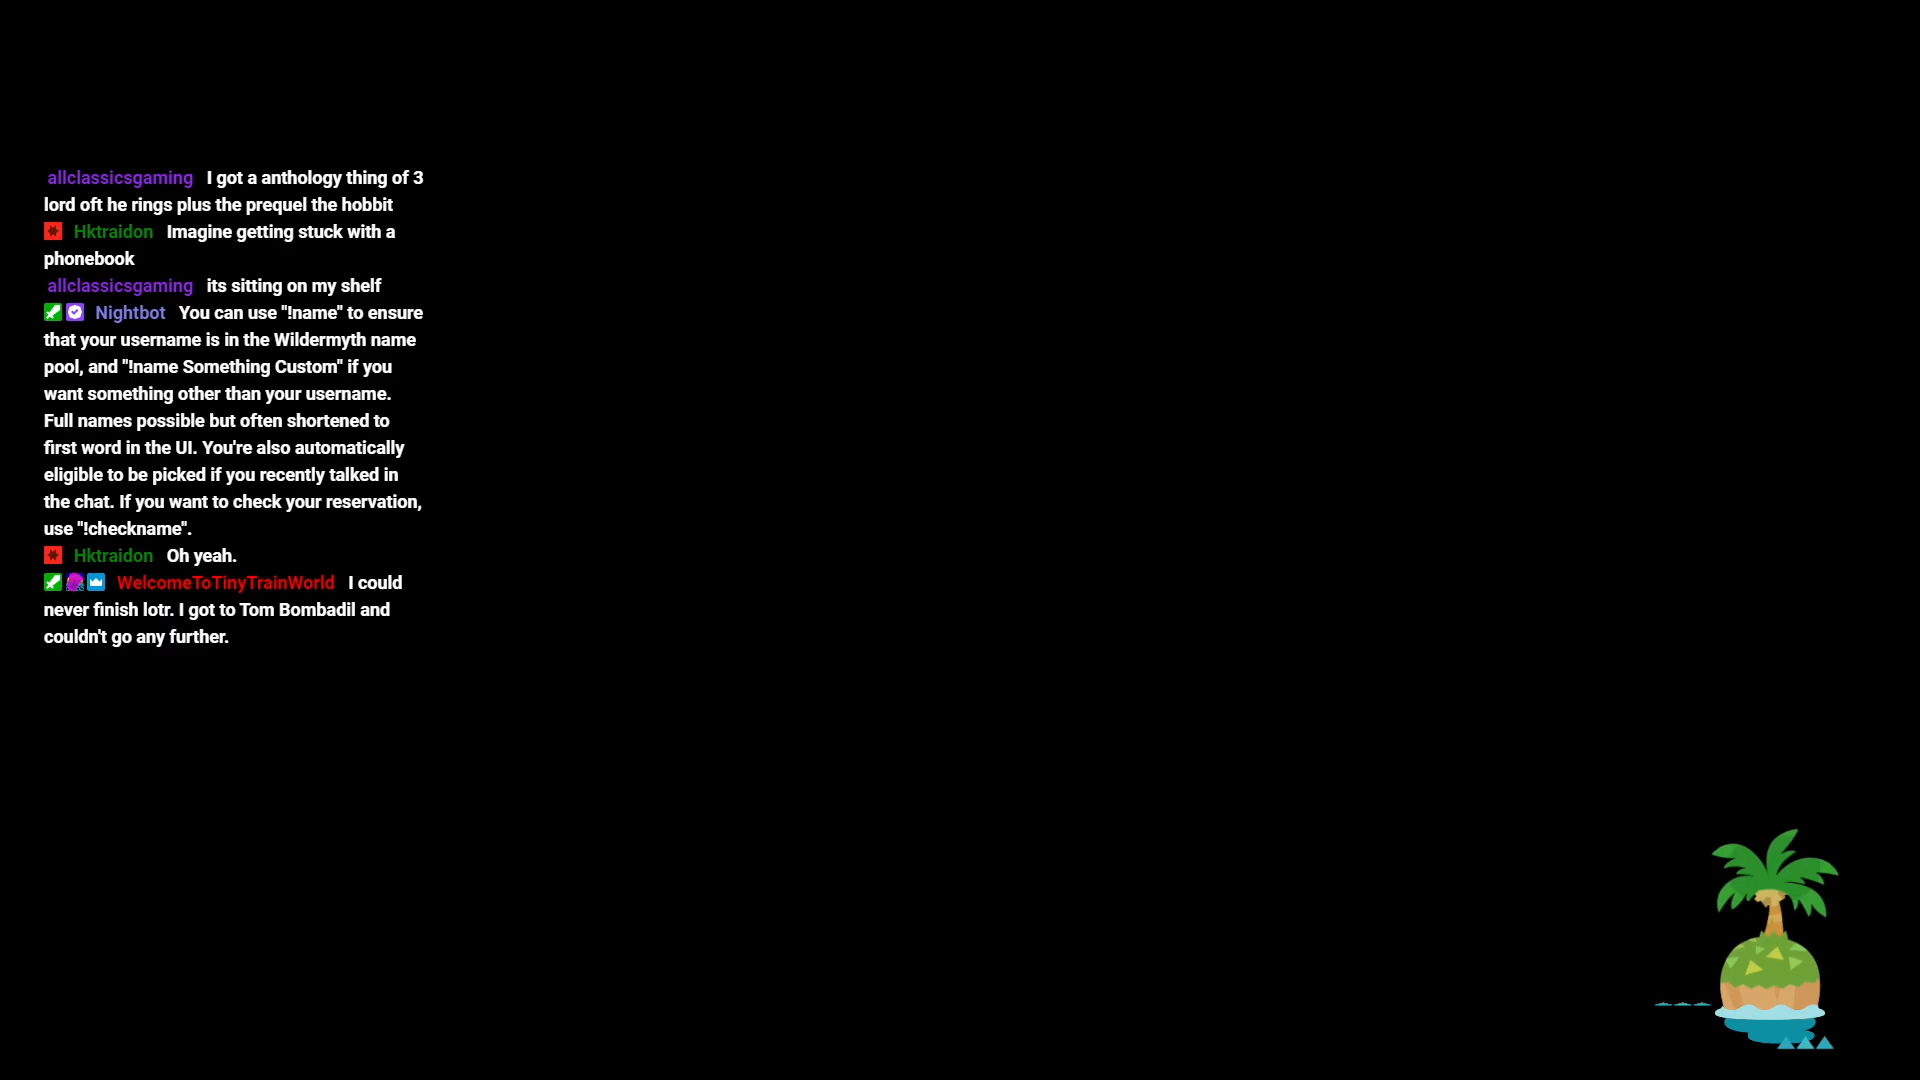 allclassicsgaming I got a anthology thing of 3
lord oft he rings plus the prequel the hobbit
Hktraidon Imagine getting stuck with a
phonebook
allclassicsgaming its sitting on my shelf
Nightbot You can use "!name" to ensure
that your username is in the Wildermyth name
pool, and "!name Something Custom" if you
want something other than your username.
Full names possible but often shortened to
first word in the UI. You're also automatically
eligible to be picked if you recently talked in
the chat. If you want to check your reservation,
use "!checkname".
Hktraidon Oh yeah.
WelcomeToTinyTrainWorld I could
never finish lotr. I got to Tom Bombadil and
couldn't go any further.